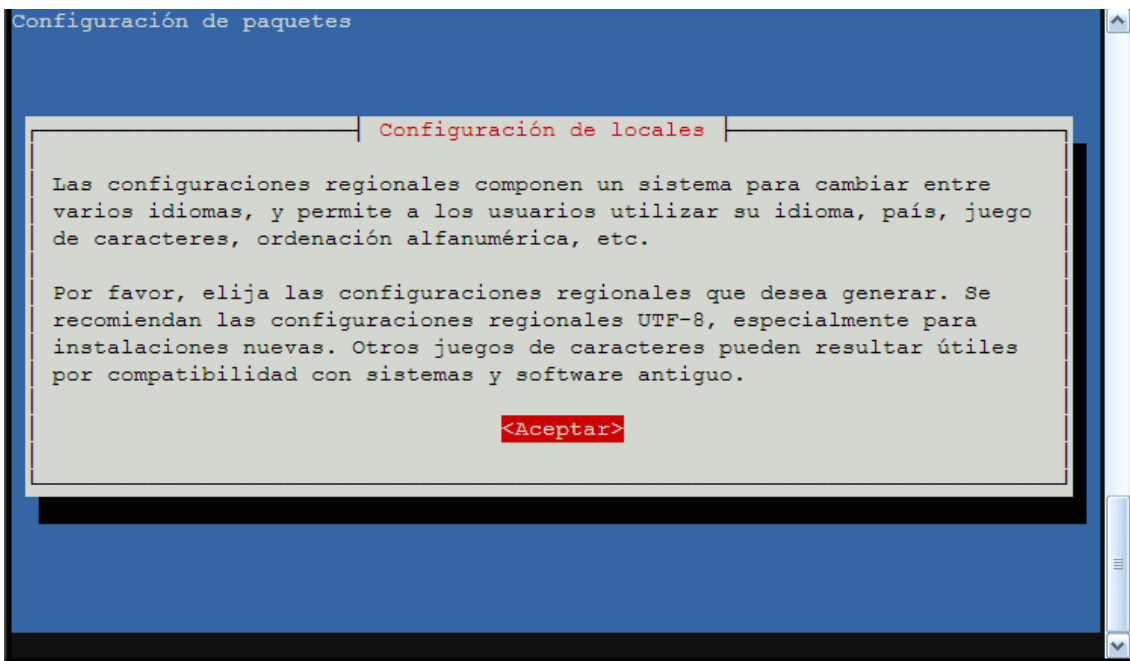 Configuración de paquetes
Configuración de locales
Las configuraciones regionales componen un sistema para cambiar entre
varios idiomas, y permite a los usuarios utilizar su idioma, país, juego
de caracteres, ordenación alfanumérica, etc.
Por favor, elija las configuraciones regionales que desea generar. Se
recomiendan las configuraciones regionales UTF-8, especialmente para
instalaciones nuevas. Otros juegos de caracteres pueden resultar útiles
por compatibilidad con sistemas y software antiguo.
<Aceptar>